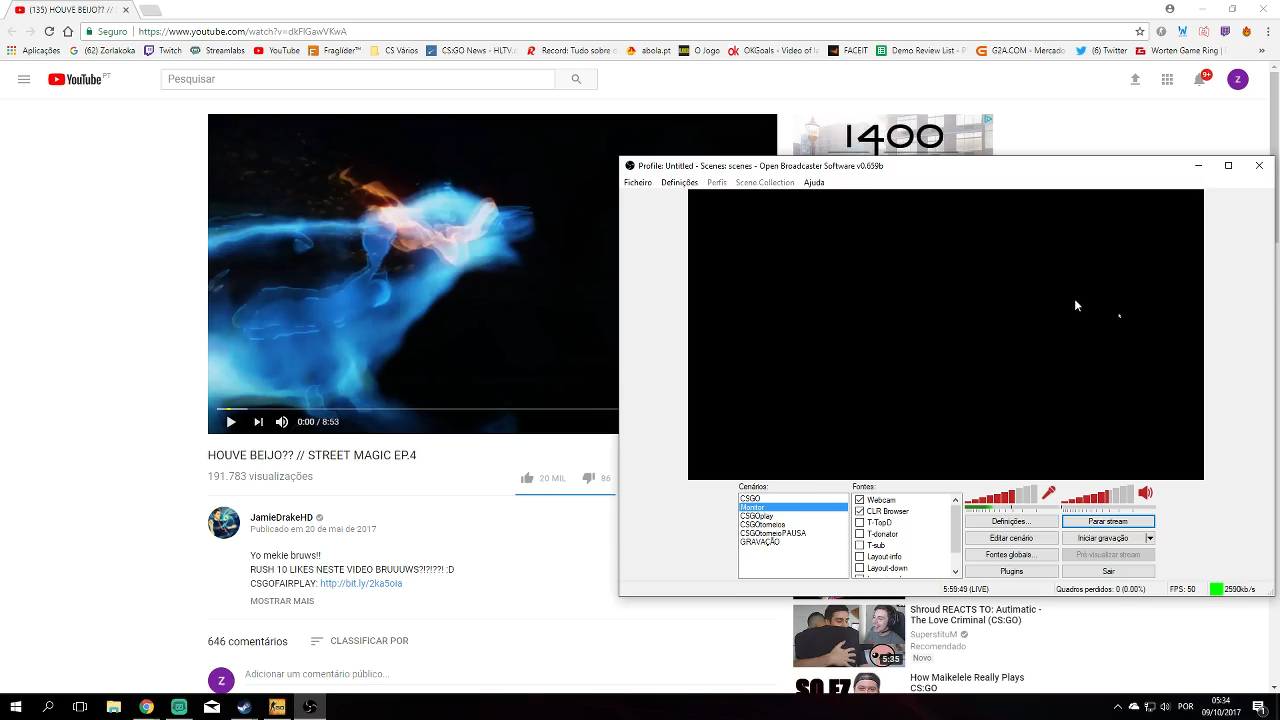 (135) HOUVE BEIJO?? //
Seguro
https://www.youtube.com/watch?v=dkFlGawVKwA
Aplicações
(62) Zorlakoka
Twitch
Streamlabs
YouTube
Fraglider™
CS Vários
CS:GO News - HLTV.
Record: Tudo sobre o
abola.pt
O Jogo
OKGoals - Video of la
FACEIT
Demo Review List - P
G2A.COM - Mercado
(1) Twitter
Worten Game Ring |
YouTube PT
Pesquisar
9+
Z
1400
Profile: Untitled - Scenes: scenes - Open Broadcaster Software v0.659b
Ficheiro Definições Perfis Scene Collection Ajuda
0:00 / 8:53
HOUVE BEIJO?? // STREET MAGIC EP.4
191.783 visualizações
20 MIL
86
JamidrakeHD
Publicado em 20 de mai de 2017
Yo mekie bruws!!
RUSH 10 LIKES NESTE VIDEO BRUUUWS?!?!??! :D
CSGOFAIRPLAY: http://bit.ly/2ka5oia
MOSTRAR MAIS
646 comentários
CLASSIFICAR POR
Z
Adicionar um comentário público...
Cenários:
CSGO
Monitor
CSGOplay
CSGOtorneios
CSGOtorneioPAUSA
GRAVAÇÃO
Fontes:
Webcam
CLR Browser
T-TopD
T-donator
T-sub
Layout-info
Layout-down
Definições...
Parar stream
Editar cenário
Iniciar gravação
Fontes globais...
Pré-visualizar stream
Plugins
Sair
5:59:49 (LIVE)
Quadros perdidos: 0 (0.00%)
FPS: 50
2590kb/s
5:35
Shroud REACTS TO: Autimatic -
The Love Criminal (CS:GO)
SuperstituM
Recomendado
Novo
How Maikelele Really Plays
CS:GO
POR
05:34
09/10/2017